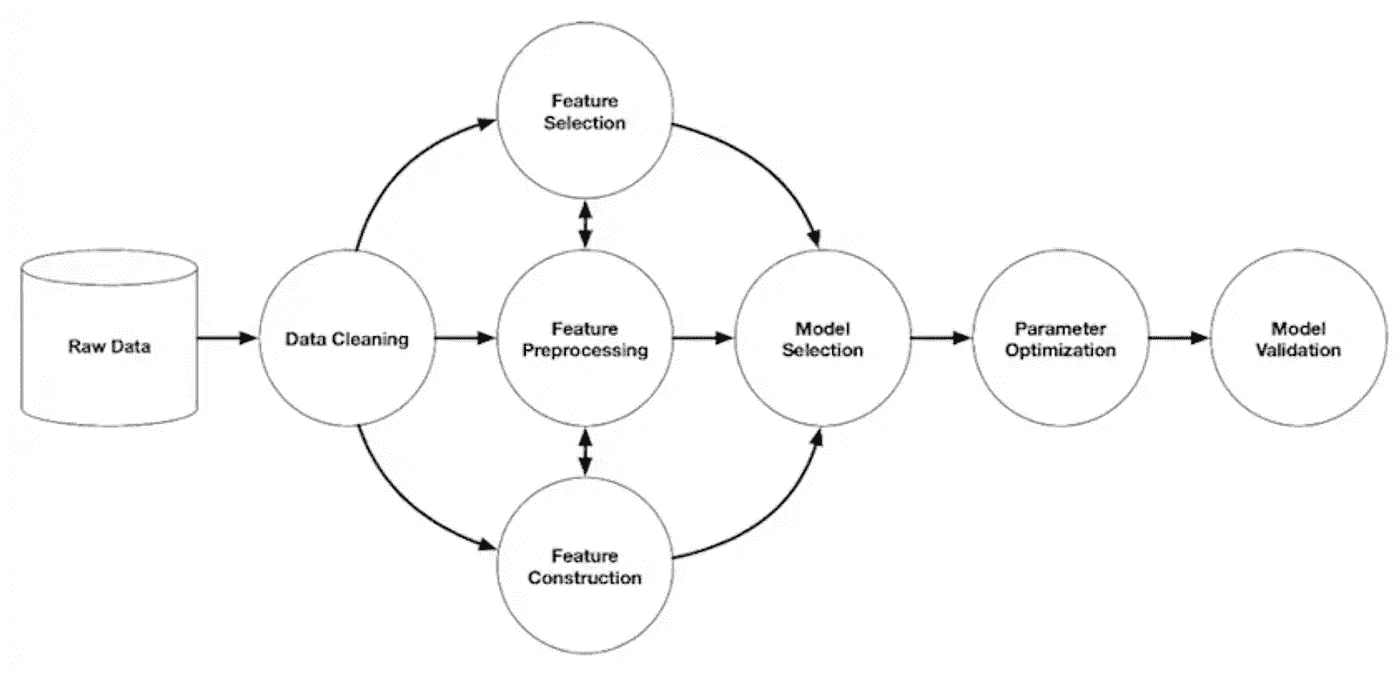 Feature
Selection
Raw Data
Data Cleaning
Feature
Preprocessing
Model
Selection
Parameter
Optimization
Model
Validation
Feature
Construction